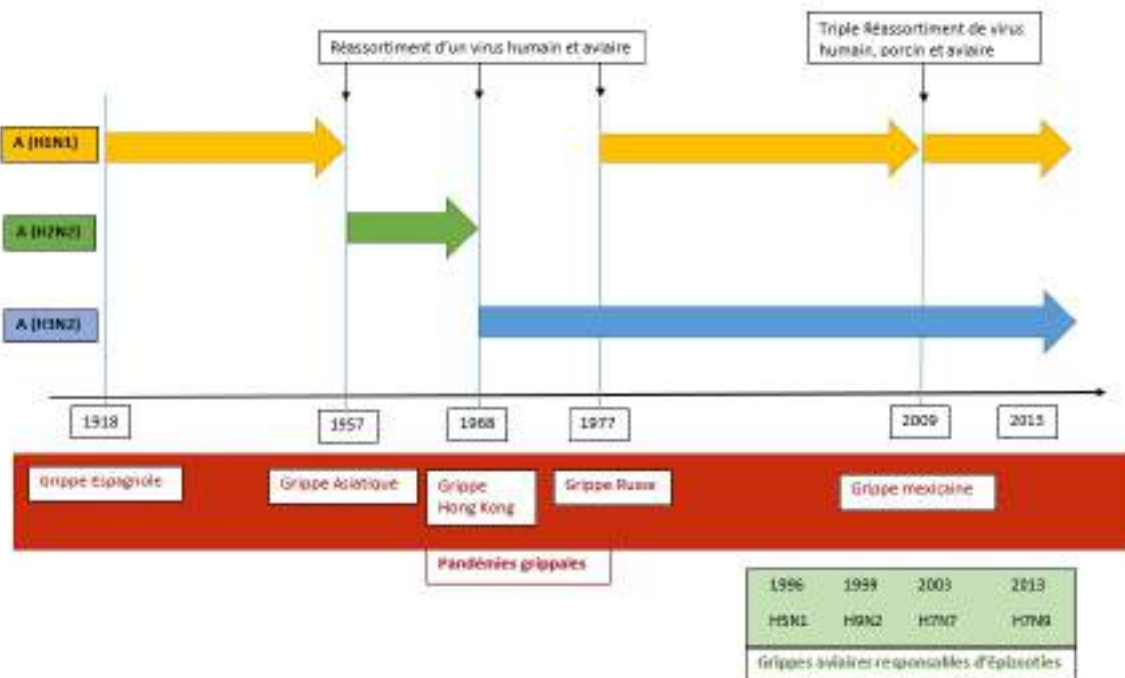 Réassortiment d'un virus humain et aviaire
Triple Réassortiment de virus
humain, porcin et aviaire
A (H1N1)
A (H2N2)
A (H3N2)
1918
1957
1968
1977
2009
2013
Grippe Espagnole
Grippe Asiatique
Grippe
Hong Kong
Grippe Russe
Grippe mexicaine
Pandémies grippales
1996 1999 2003 2013
H5N1 H9N2 H7N7 H7N9
Grippes aviaires responsables d'Épizooties